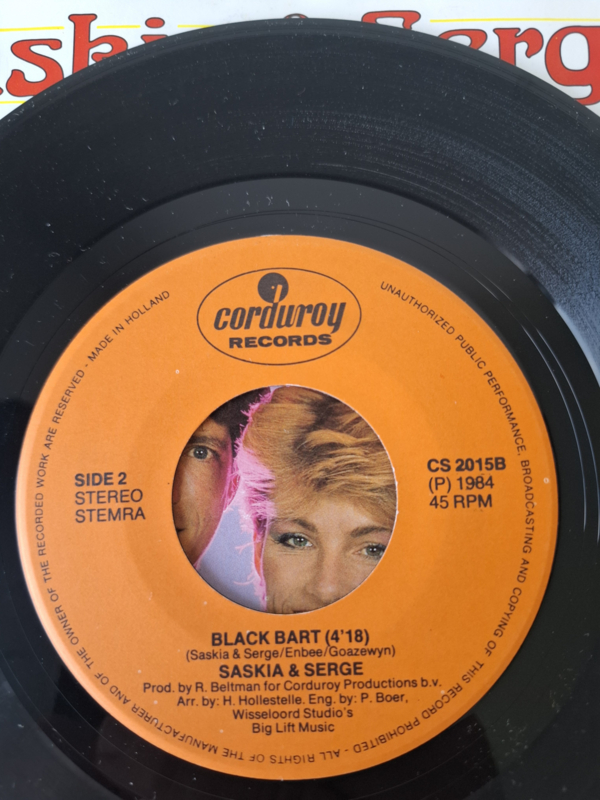 corduroy
RECORDS
SIDE 2
STEREO
STEMRA
CS 2015B
(P) 1984
45 RPM
BLACK BART (4'18)
(Saskia & Serge/Enbee/Goazewyn)
SASKIA & SERGE
Prod. by R. Beltman for Corduroy Productions b.v.
Arr. by: H. Hollestelle. Eng. by: P. Boer,
Wisseloord Studio's
Big Lift Music
UNAUTHORIZED PUBLIC PERFORMANCE, BROADCASTING AND COPYING OF THIS RECORD PROHIBITED - ALL RIGHTS OF THE MANUFACTURER AND OF THE OWNER OF THE RECORDED WORK ARE RESERVED - MADE IN HOLLAND